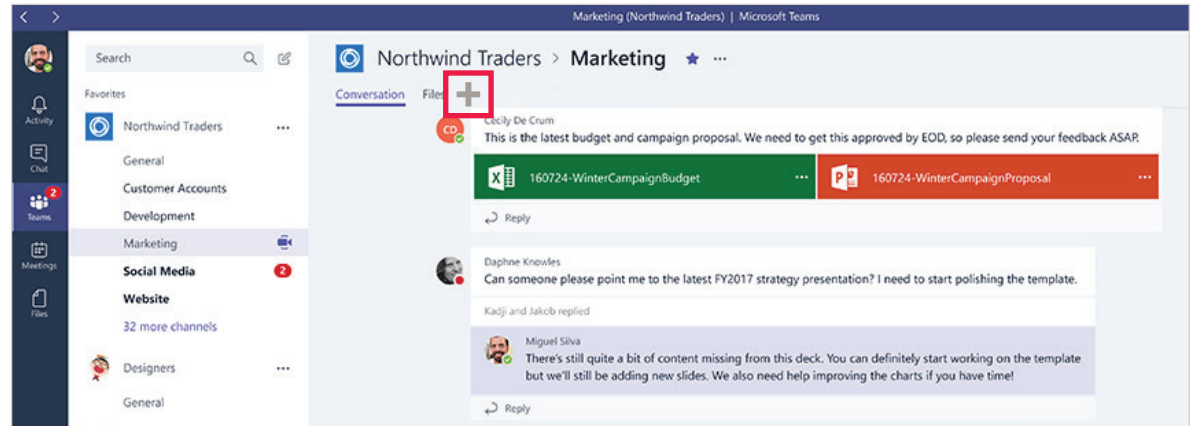 Marketing (Northwind Traders) | Microsoft Teams
Search
Northwind Traders > Marketing
Favorites
Conversation Files
Activity
Northwind Traders
Cecily De Crum
CD
This is the latest budget and campaign proposal. We need to get this approved by EOD, so please send your feedback ASAP.
General
Chat
160724-WinterCampaignBudget
160724-WinterCampaignProposal
Customer Accounts
2
Teams
Development
Reply
Marketing
Meetings
Social Media 2
Daphne Knowles
Can someone please point me to the latest FY2017 strategy presentation? I need to start polishing the template.
Website
Files
Kadji and Jakob replied
32 more channels
Miguel Silva
There's still quite a bit of content missing from this deck. You can definitely start working on the template
but we'll still be adding new slides. We also need help improving the charts if you have time!
Designers
General
Reply